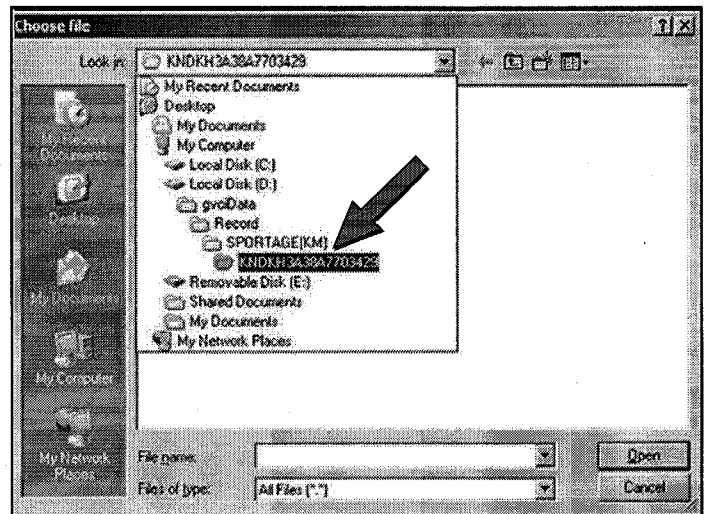 Choose file
Look in: KNDKH3A38A7703429
My Recent Documents
Desktop
My Documents
My Computer
Local Disk (C:)
Local Disk (D:)
gvciData
Record
SPORTAGE(KM)
KNDKH3A38A7703429
Removable Disk (E:)
Shared Documents
My Documents
My Network Places
My Recent
Documents
Desktop
My Documents
My Computer
My Network
Places
File name:
Open
Files of type: All Files (*.*)
Cancel